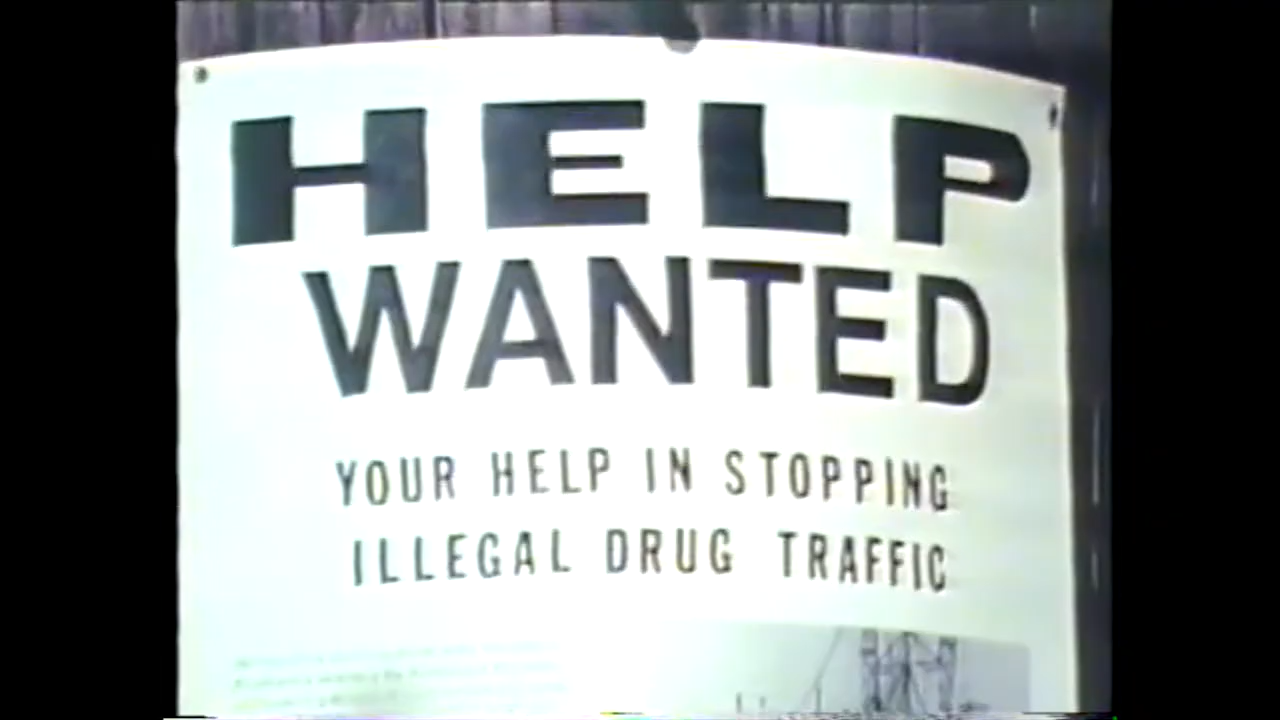 HELP
WANTED
YOUR HELP IN STOPPING
ILLEGAL DRUG TRAFFIC